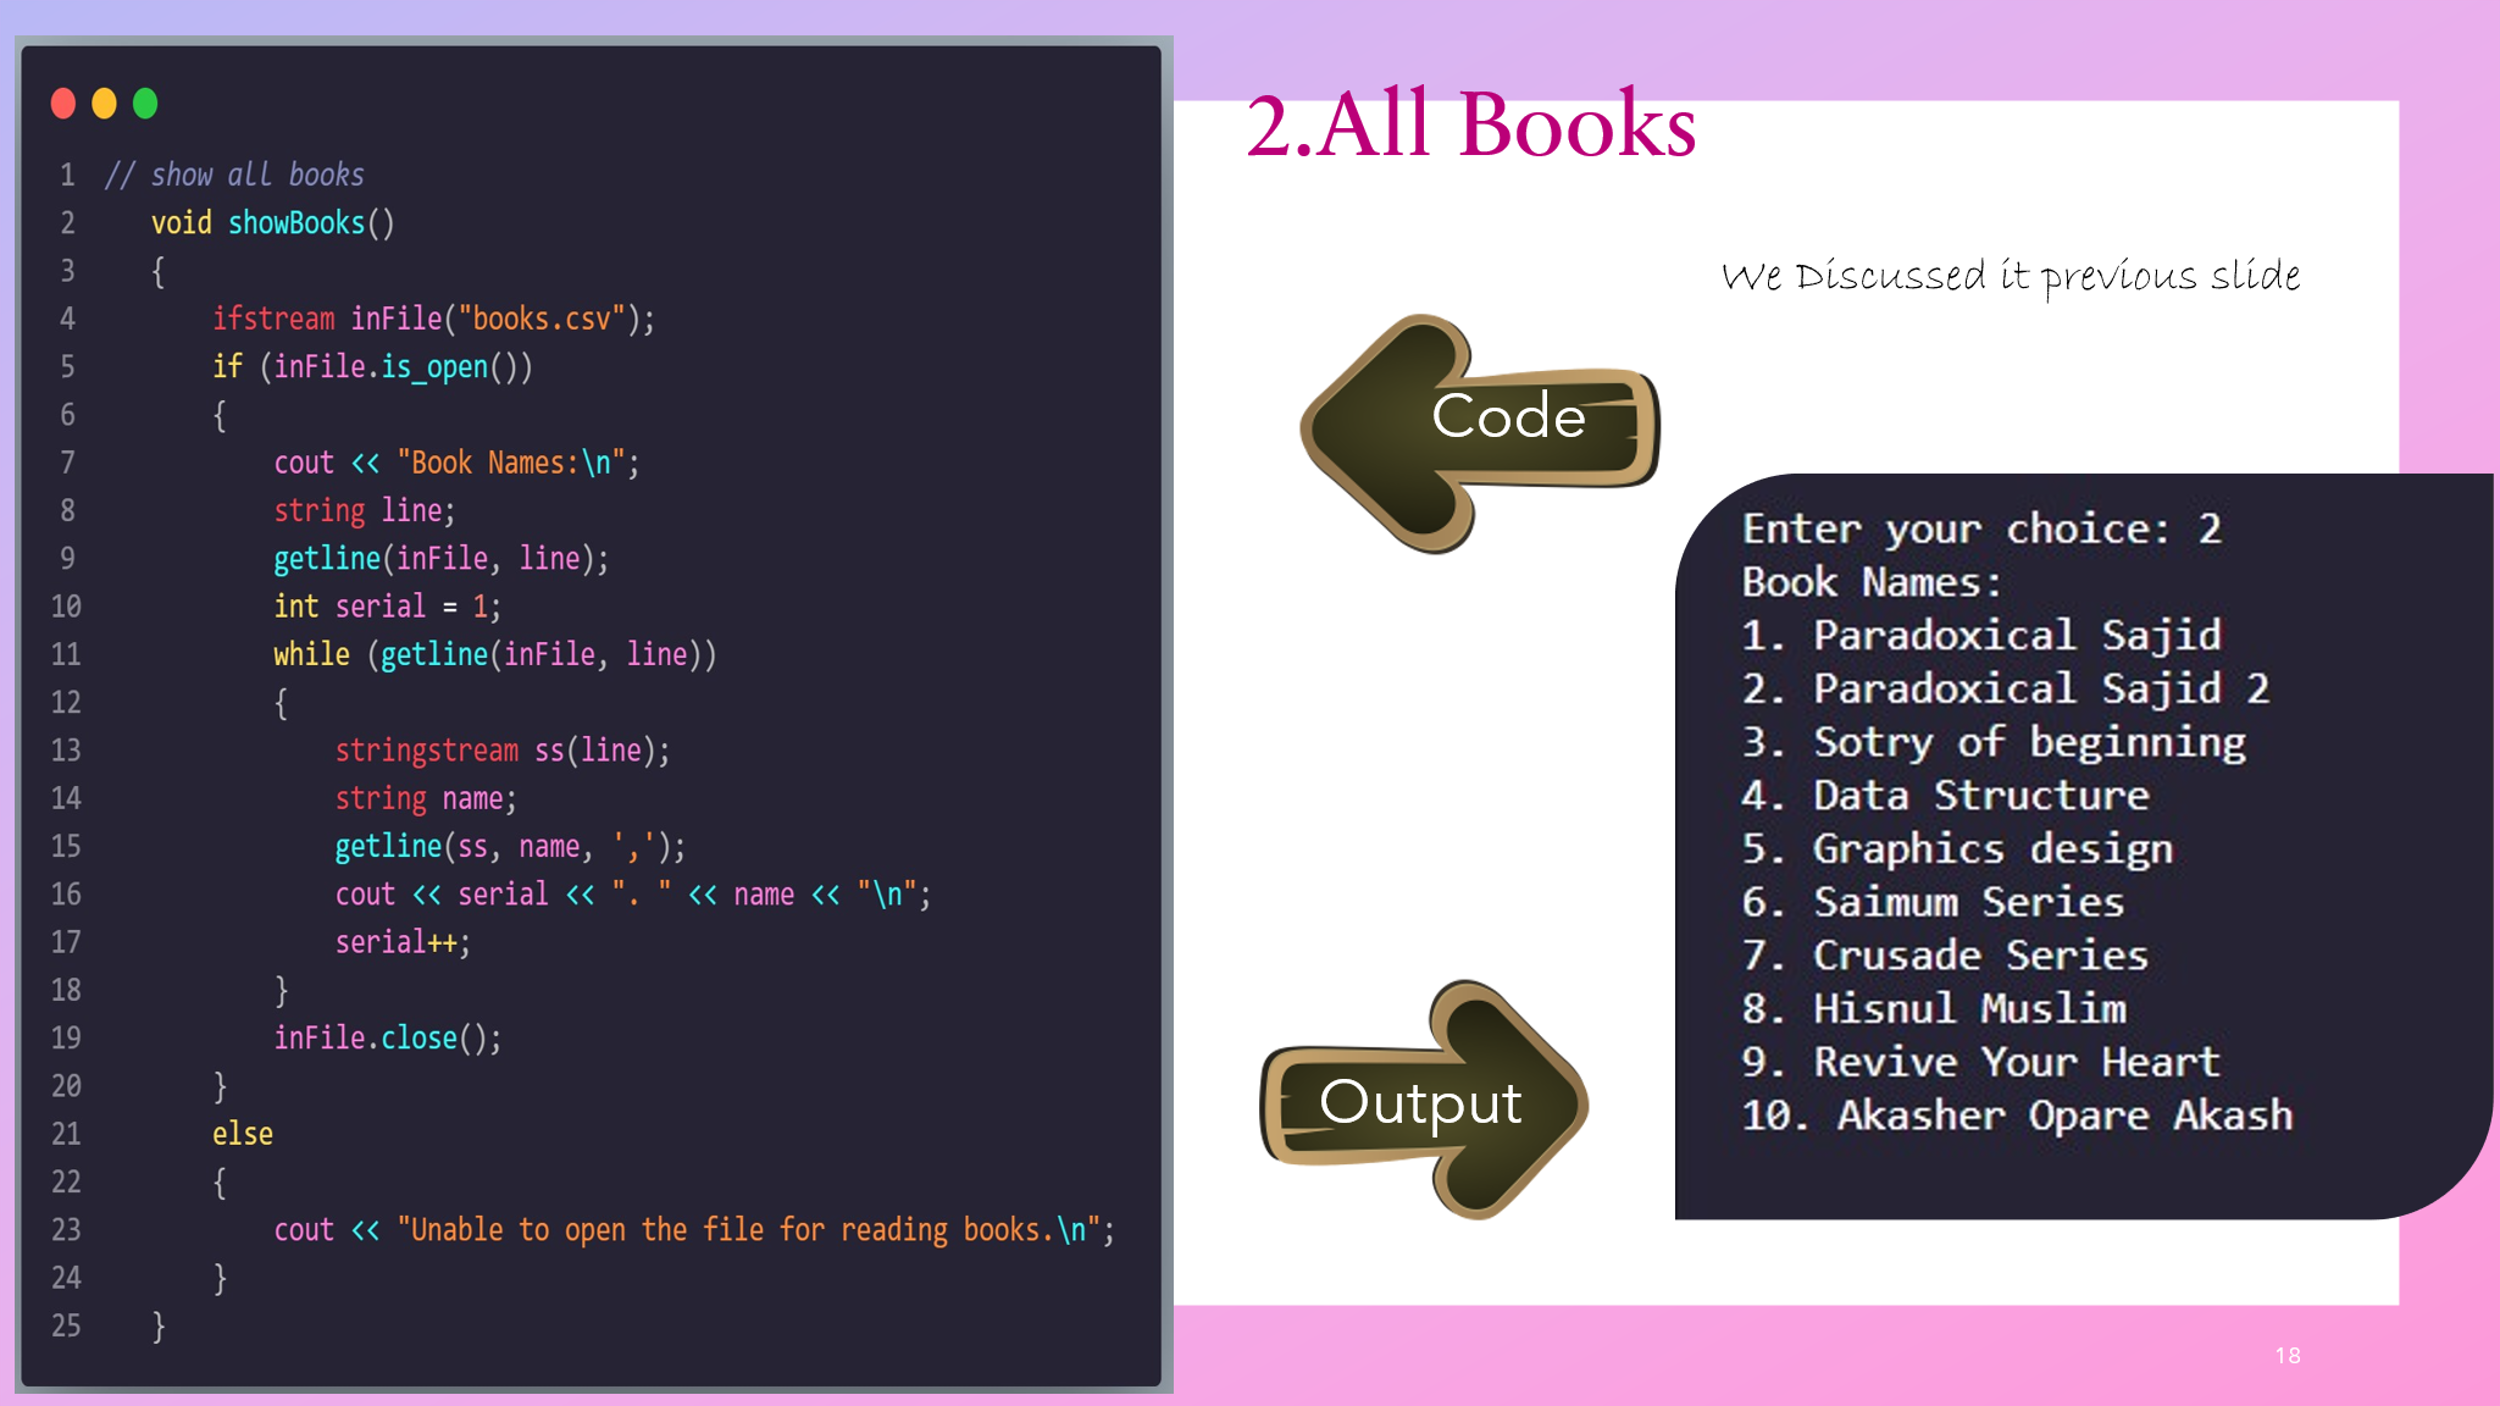 1 // show all books
2 void showBooks()
3 {
4 ifstream inFile("books.csv");
5 if (inFile.is_open())
6 {
7 cout << "Book Names:\n";
8 string line;
9 getline(inFile, line);
10 int serial = 1;
11 while (getline(inFile, line))
12 {
13 stringstream ss(line);
14 string name;
15 getline(ss, name, ',');
16 cout << serial << ". " << name << "\n";
17 serial++;
18 }
19 inFile.close();
20 }
21 else
22 {
23 cout << "Unable to open the file for reading books.\n";
24 }
25 }
2.All Books
We Discussed it previous slide
Code
Enter your choice: 2
Book Names:
1. Paradoxical Sajid
2. Paradoxical Sajid 2
3. Sotry of beginning
4. Data Structure
5. Graphics design
6. Saimum Series
7. Crusade Series
8. Hisnul Muslim
9. Revive Your Heart
10. Akasher Opare Akash
Output
18